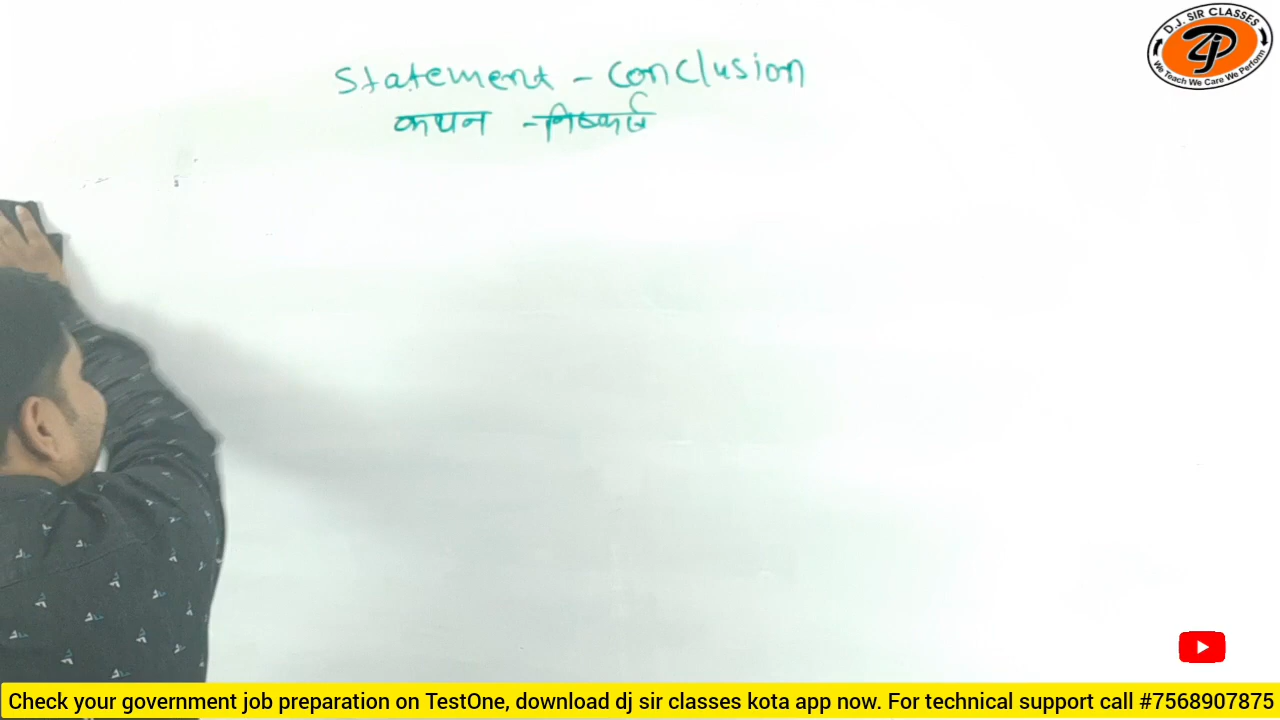 D.J. SIR CLASSES
We Teach We Care We Perform
Statement - Conclusion
कथन - निष्कर्ष
Check your government job preparation on TestOne, download dj sir classes kota app now. For technical support call #7568907875